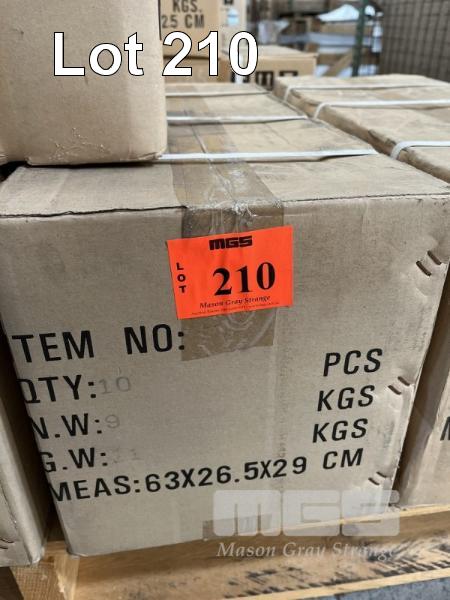 KGS.
25 CM
Lot 210
MGS
LOT
210
Mason Gray Strange
TEM NO:
QTY:10 PCS
N.W:9 KGS
G.W:11 KGS
MEAS:63X26.5X29 CM
MGS
Mason Gray Strange